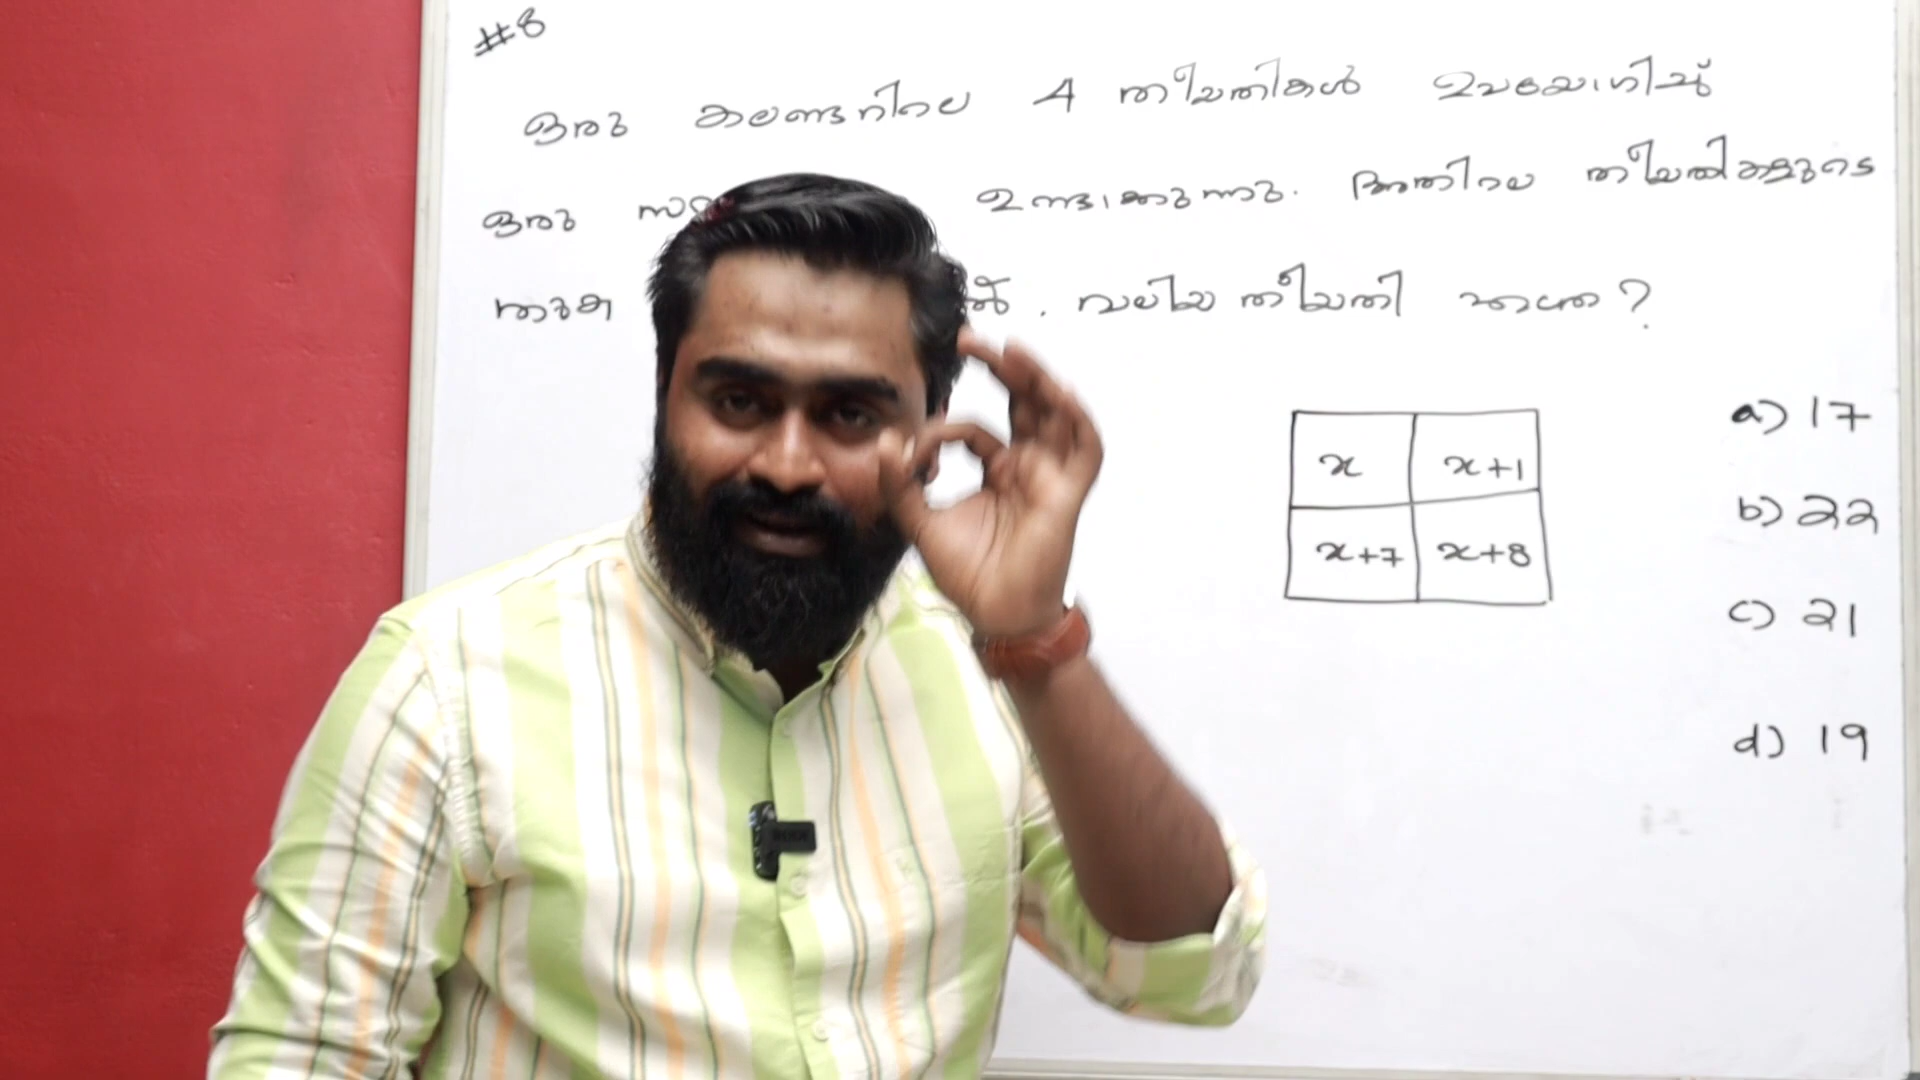 #8
ഒരു കലണ്ടറിലെ 4 തീയതികൾ ഉപയോഗിച്ച്
ഒരു ഉണ്ടാക്കുന്നു. അതിലെ തീയതികളുടെ
തുക . വലിയ തീയതി എത്ര?
x x+1
x+7 x+8
a) 17
b) 22
c) 21
d) 19